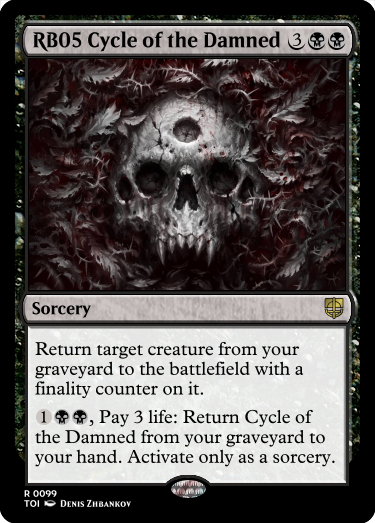 RB05 Cycle of the Damned 3
Sorcery
Return target creature from your
graveyard to the battlefield with a
finality counter on it.
1, Pay 3 life: Return Cycle of
the Damned from your graveyard to
your hand. Activate only as a sorcery.
R 0099
TOI Denis Zhbankov